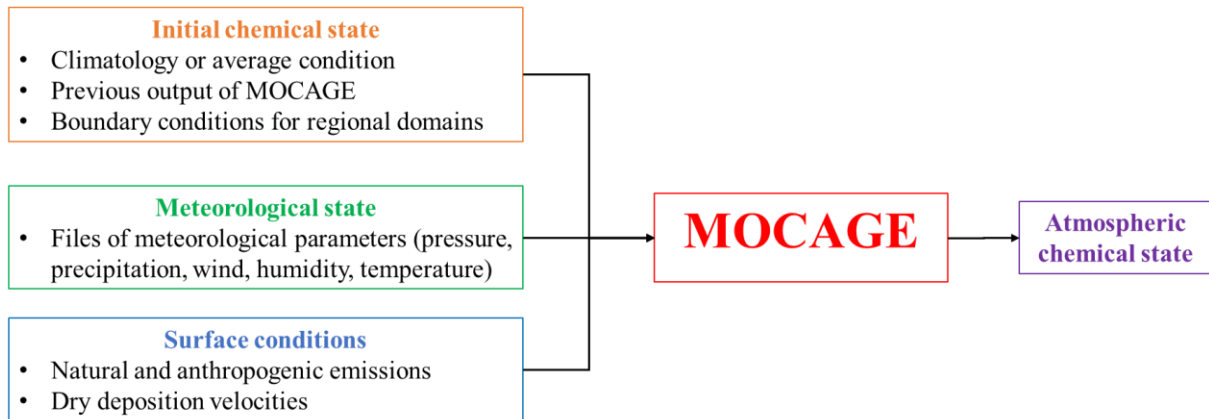 Initial chemical state
• Climatology or average condition
• Previous output of MOCAGE
• Boundary conditions for regional domains
Meteorological state
• Files of meteorological parameters (pressure,
precipitation, wind, humidity, temperature)
Surface conditions
• Natural and anthropogenic emissions
• Dry deposition velocities
MOCAGE
Atmospheric
chemical state